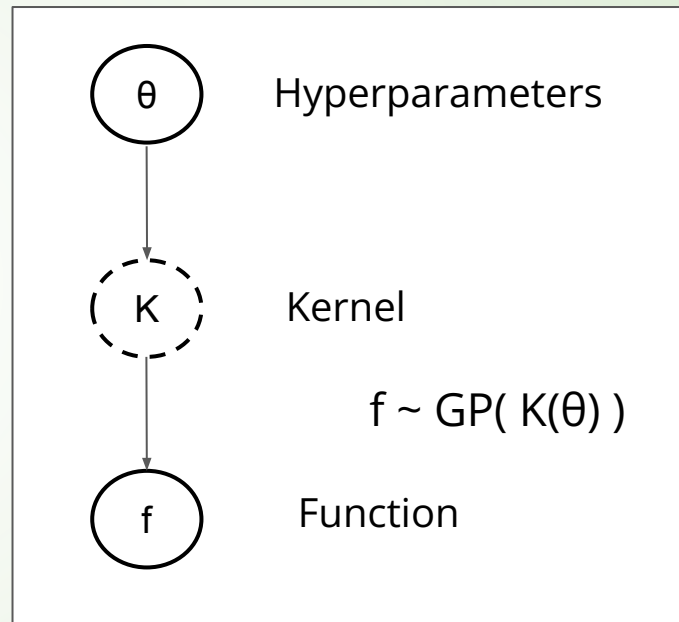 θ Hyperparameters
K Kernel
f ~ GP( K(θ) )
f Function